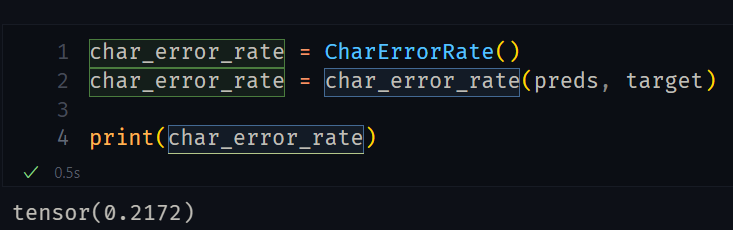 1 char_error_rate = CharErrorRate()
2 char_error_rate = char_error_rate(preds, target)
3
4 print(char_error_rate)
0.5s
tensor(0.2172)